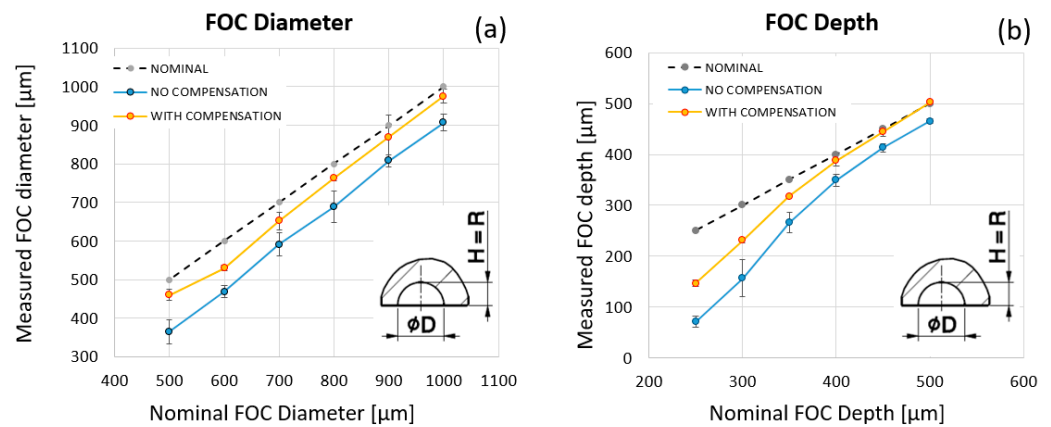 FOC Diameter
(a)
1100
1000
900
800
700
600
500
400
300
400 500 600 700 800 900 1000 1100
Measured FOC diameter [µm]
Nominal FOC Diameter [µm]
NOMINAL
NO COMPENSATION
WITH COMPENSATION
H = R
ϕD
FOC Depth
(b)
600
500
400
300
200
100
0
200 300 400 500 600
Measured FOC depth [µm]
Nominal FOC Depth [µm]
NOMINAL
NO COMPENSATION
WITH COMPENSATION
H = R
ϕD